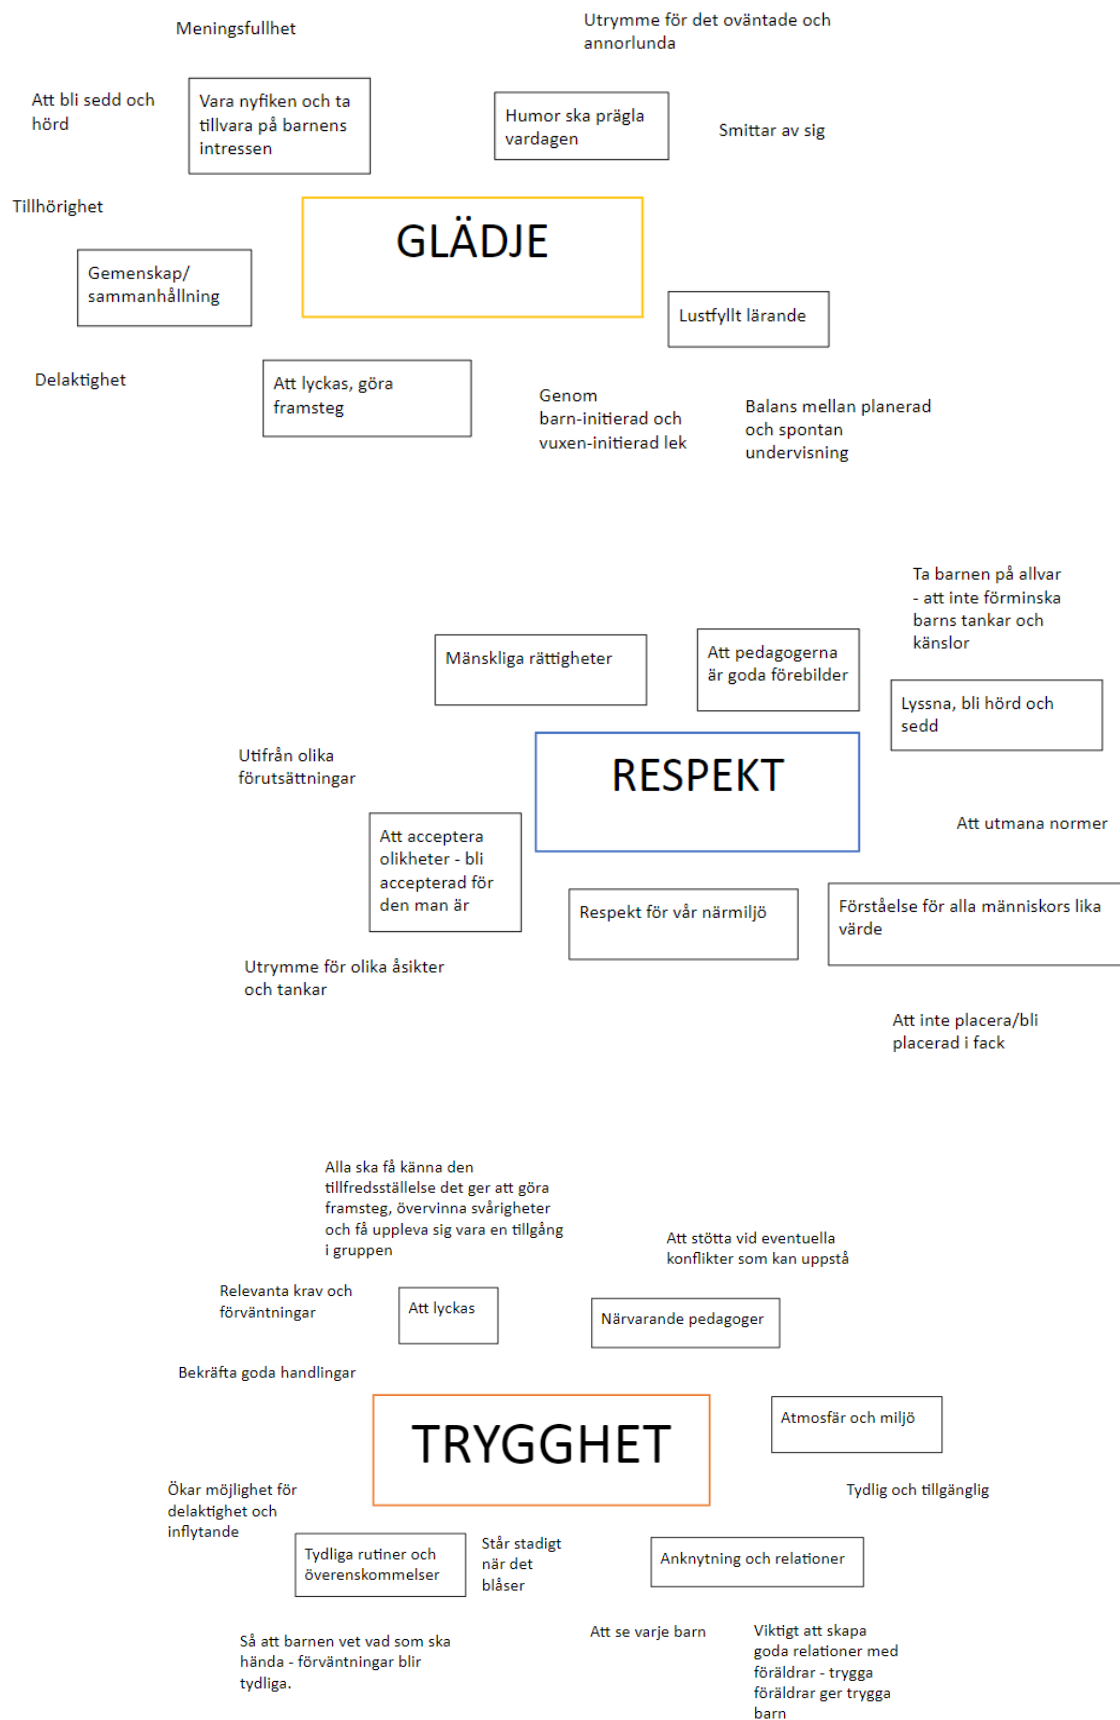 Meningsfullhet
Utrymme för det oväntade och
annorlunda
Att bli sedd och
hörd
Vara nyfiken och ta
tillvara på barnens
intressen
Humor ska prägla
vardagen
Smittar av sig
Tillhörighet
GLÄDJE
Gemenskap/
sammanhållning
Lustfyllt lärande
Delaktighet
Att lyckas, göra
framsteg
Genom
barn-initierad och
vuxen-initierad lek
Balans mellan planerad
och spontan
undervisning
Ta barnen på allvar
- att inte förminska
barns tankar och
känslor
Mänskliga rättigheter
Att pedagogerna
är goda förebilder
Lyssna, bli hörd och
sedd
Utifrån olika
förutsättningar
RESPEKT
Att utmana normer
Att acceptera
olikheter - bli
accepterad för
den man är
Respekt för vår närmiljö
Förståelse för alla människors lika
värde
Utrymme för olika åsikter
och tankar
Att inte placera/bli
placerad i fack
Alla ska få känna den
tillfredsställelse det ger att göra
framsteg, övervinna svårigheter
och få uppleva sig vara en tillgång
i gruppen
Att stötta vid eventuella
konflikter som kan uppstå
Relevanta krav och
förväntningar
Att lyckas
Närvarande pedagoger
Bekräfta goda handlingar
TRYGGHET
Atmosfär och miljö
Ökar möjlighet för
delaktighet och
inflytande
Tydlig och tillgänglig
Tydliga rutiner och
överenskommelser
Står stadigt
när det
blåser
Anknytning och relationer
Så att barnen vet vad som ska
hända - förväntningar blir
tydliga.
Att se varje barn
Viktigt att skapa
goda relationer med
föräldrar - trygga
föräldrar ger trygga
barn